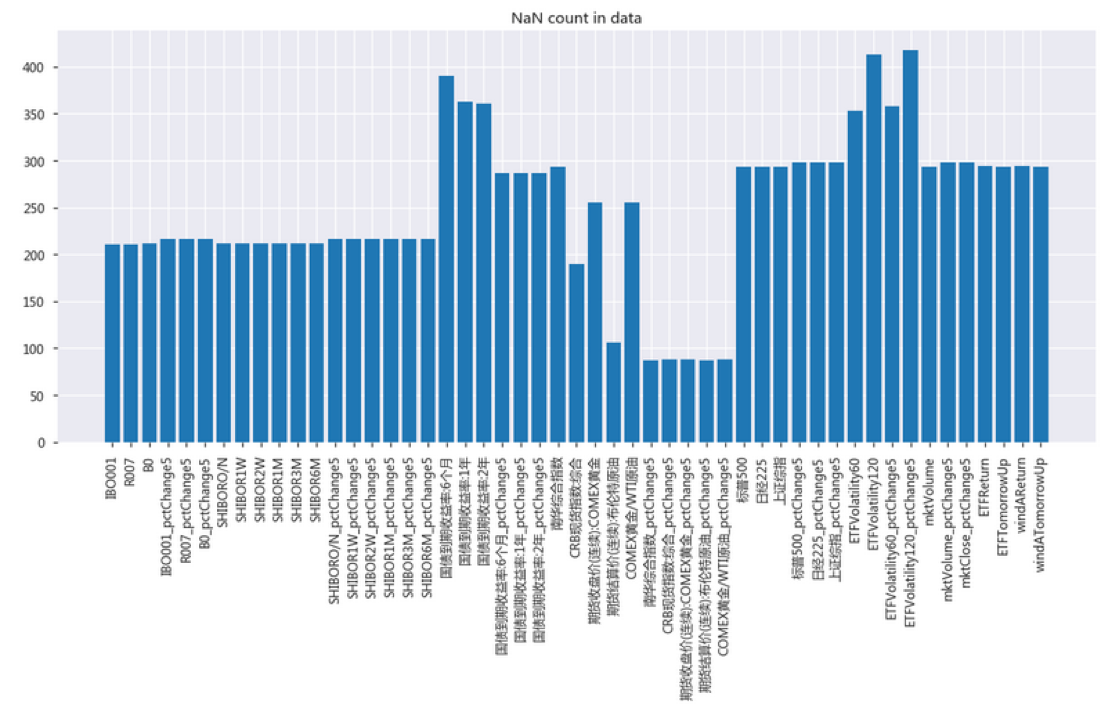 NaN count in data
400
350
300
250
200
150
100
50
0
IBO001
R007
B0
IBO001_pctChange5
R007_pctChange5
B0_pctChange5
SHIBORO/N
SHIBOR1W
SHIBOR2W
SHIBOR1M
SHIBOR3M
SHIBOR6M
SHIBORO/N_pctChange5
SHIBOR1W_pctChange5
SHIBOR2W_pctChange5
SHIBOR1M_pctChange5
SHIBOR3M_pctChange5
SHIBOR6M_pctChange5
国债到期收益率:6个月
国债到期收益率:1年
国债到期收益率:2年
国债到期收益率:6个月_pctChange5
国债到期收益率:1年_pctChange5
国债到期收益率:2年_pctChange5
南华综合指数
CRB现货指数:综合
期货收盘价(连续):COMEX黄金
期货结算价(连续):布伦特原油
COMEX黄金/WTI原油
南华综合指数_pctChange5
CRB现货指数:综合_pctChange5
期货收盘价(连续):COMEX黄金_pctChange5
期货结算价(连续):布伦特原油_pctChange5
COMEX黄金/WTI原油_pctChange5
标普500
日经225
上证综指
标普500_pctChange5
日经225_pctChange5
上证综指_pctChange5
ETFVolatility60
ETFVolatility120
ETFVolatility60_pctChange5
ETFVolatility120_pctChange5
mktVolume
mktVolume_pctChange5
mktClose_pctChange5
ETFReturn
ETFTomorrowUp
windAReturn
windATomorrowUp